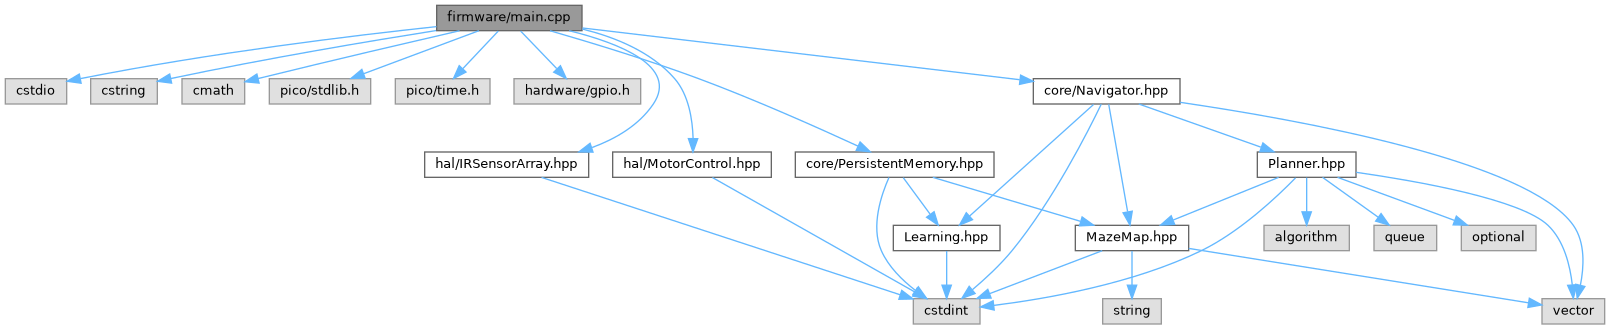 firmware/main.cpp
cstdio
cstring
cmath
pico/stdlib.h
pico/time.h
hardware/gpio.h
core/Navigator.hpp
hal/IRSensorArray.hpp
hal/MotorControl.hpp
core/PersistentMemory.hpp
Planner.hpp
Learning.hpp
MazeMap.hpp
algorithm
queue
optional
cstdint
string
vector